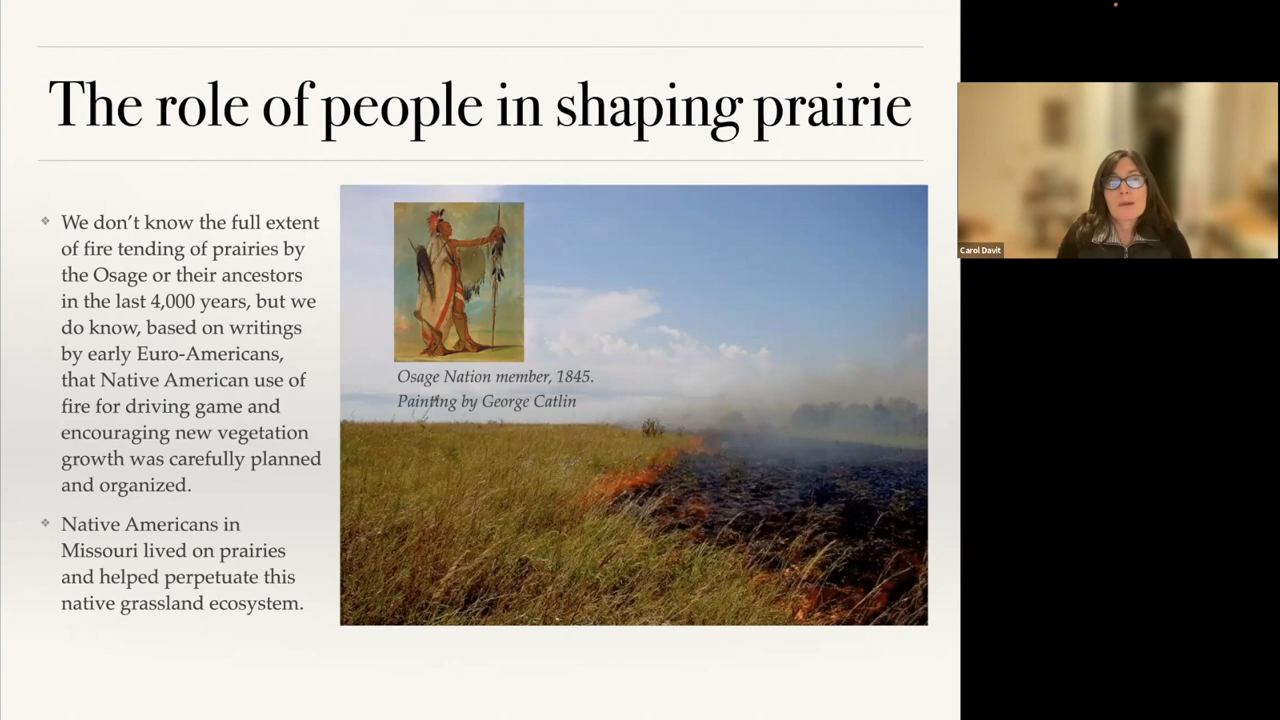 The role of people in shaping prairie
We don’t know the full extent
of fire tending of prairies by
the Osage or their ancestors
in the last 4,000 years, but we
do know, based on writings
by early Euro-Americans,
that Native American use of
fire for driving game and
encouraging new vegetation
growth was carefully planned
and organized.
Native Americans in
Missouri lived on prairies
and helped perpetuate this
native grassland ecosystem.
Osage Nation member, 1845.
Painting by George Catlin
Carol Davit